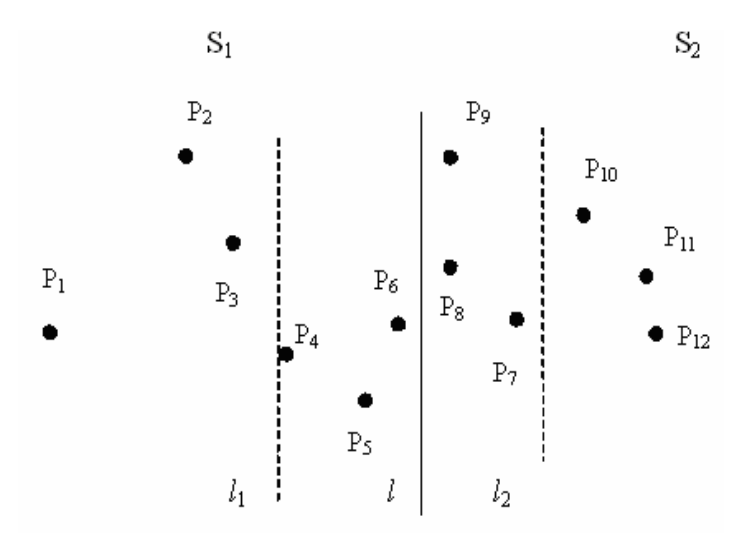 S₁ S₂
P₂ P₉
P₁₀
P₁₁
P₁ P₃ P₆ P₈
P₄ P₁₂
P₇
P₅
l₁ l l₂